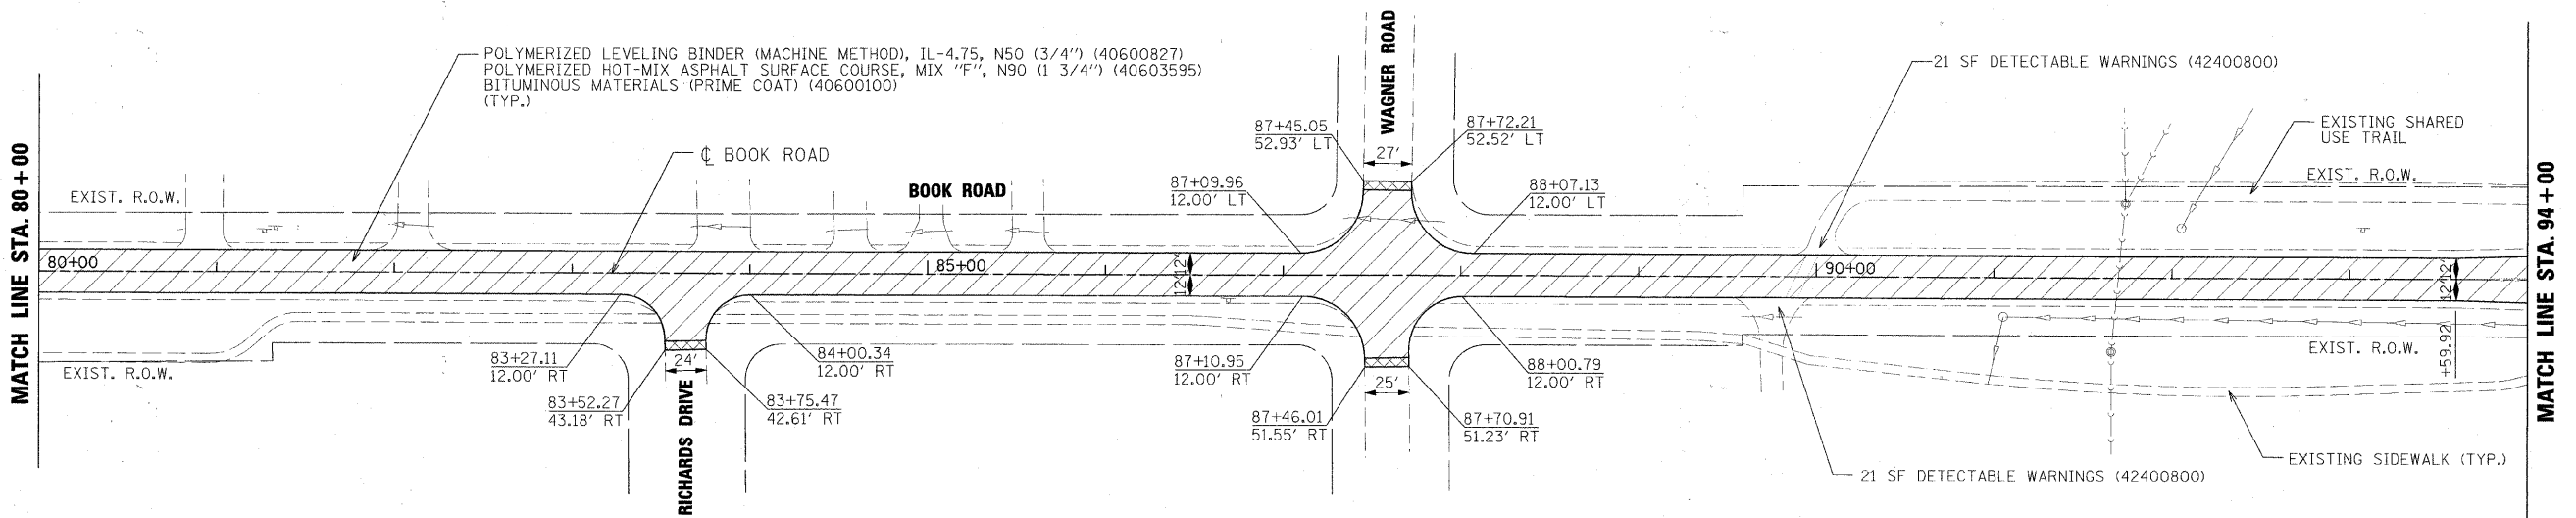 MATCH LINE STA. 80+00
POLYMERIZED LEVELING BINDER (MACHINE METHOD), IL-4.75, N50 (3/4") (40600827)
POLYMERIZED HOT-MIX ASPHALT SURFACE COURSE, MIX "F", N90 (1 3/4") (40603595)
BITUMINOUS MATERIALS (PRIME COAT) (40600100)
(TYP.)
℄ BOOK ROAD
EXIST. R.O.W.
BOOK ROAD
80+00
85+00
90+00
12'
12'
EXIST. R.O.W.
83+27.11
12.00' RT
83+52.27
43.18' RT
24'
RICHARDS DRIVE
84+00.34
12.00' RT
83+75.47
42.61' RT
WAGNER ROAD
87+45.05
52.93' LT
27'
87+72.21
52.52' LT
87+09.96
12.00' LT
88+07.13
12.00' LT
87+10.95
12.00' RT
87+46.01
51.55' RT
25'
88+00.79
12.00' RT
87+70.91
51.23' RT
21 SF DETECTABLE WARNINGS (42400800)
EXISTING SHARED
USE TRAIL
EXIST. R.O.W.
12'
12'
+59.92
EXIST. R.O.W.
EXISTING SIDEWALK (TYP.)
21 SF DETECTABLE WARNINGS (42400800)
MATCH LINE STA. 94+00